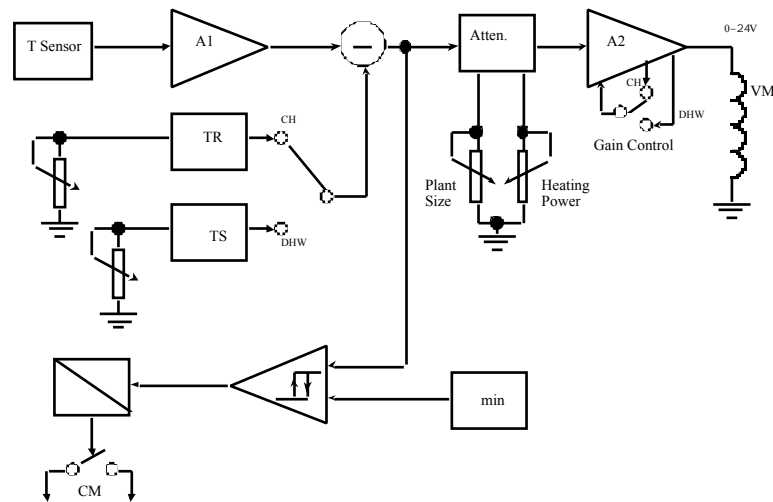 0-24V
T Sensor
A1
Atten.
A2
CH
VM
DHW
Gain Control
CH
TR
Plant
Size
Heating
Power
TS
DHW
min
CM